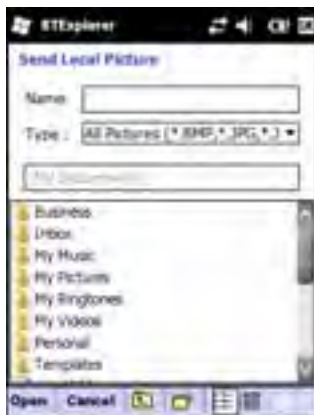 BTExplorer
Send Local Picture
Name
Type : All Pictures (*.BMP,*.JPG,*.)
My Documents
Business
Inbox
My Music
My Pictures
My Ringtones
My Videos
Personal
Templates
Open Cancel